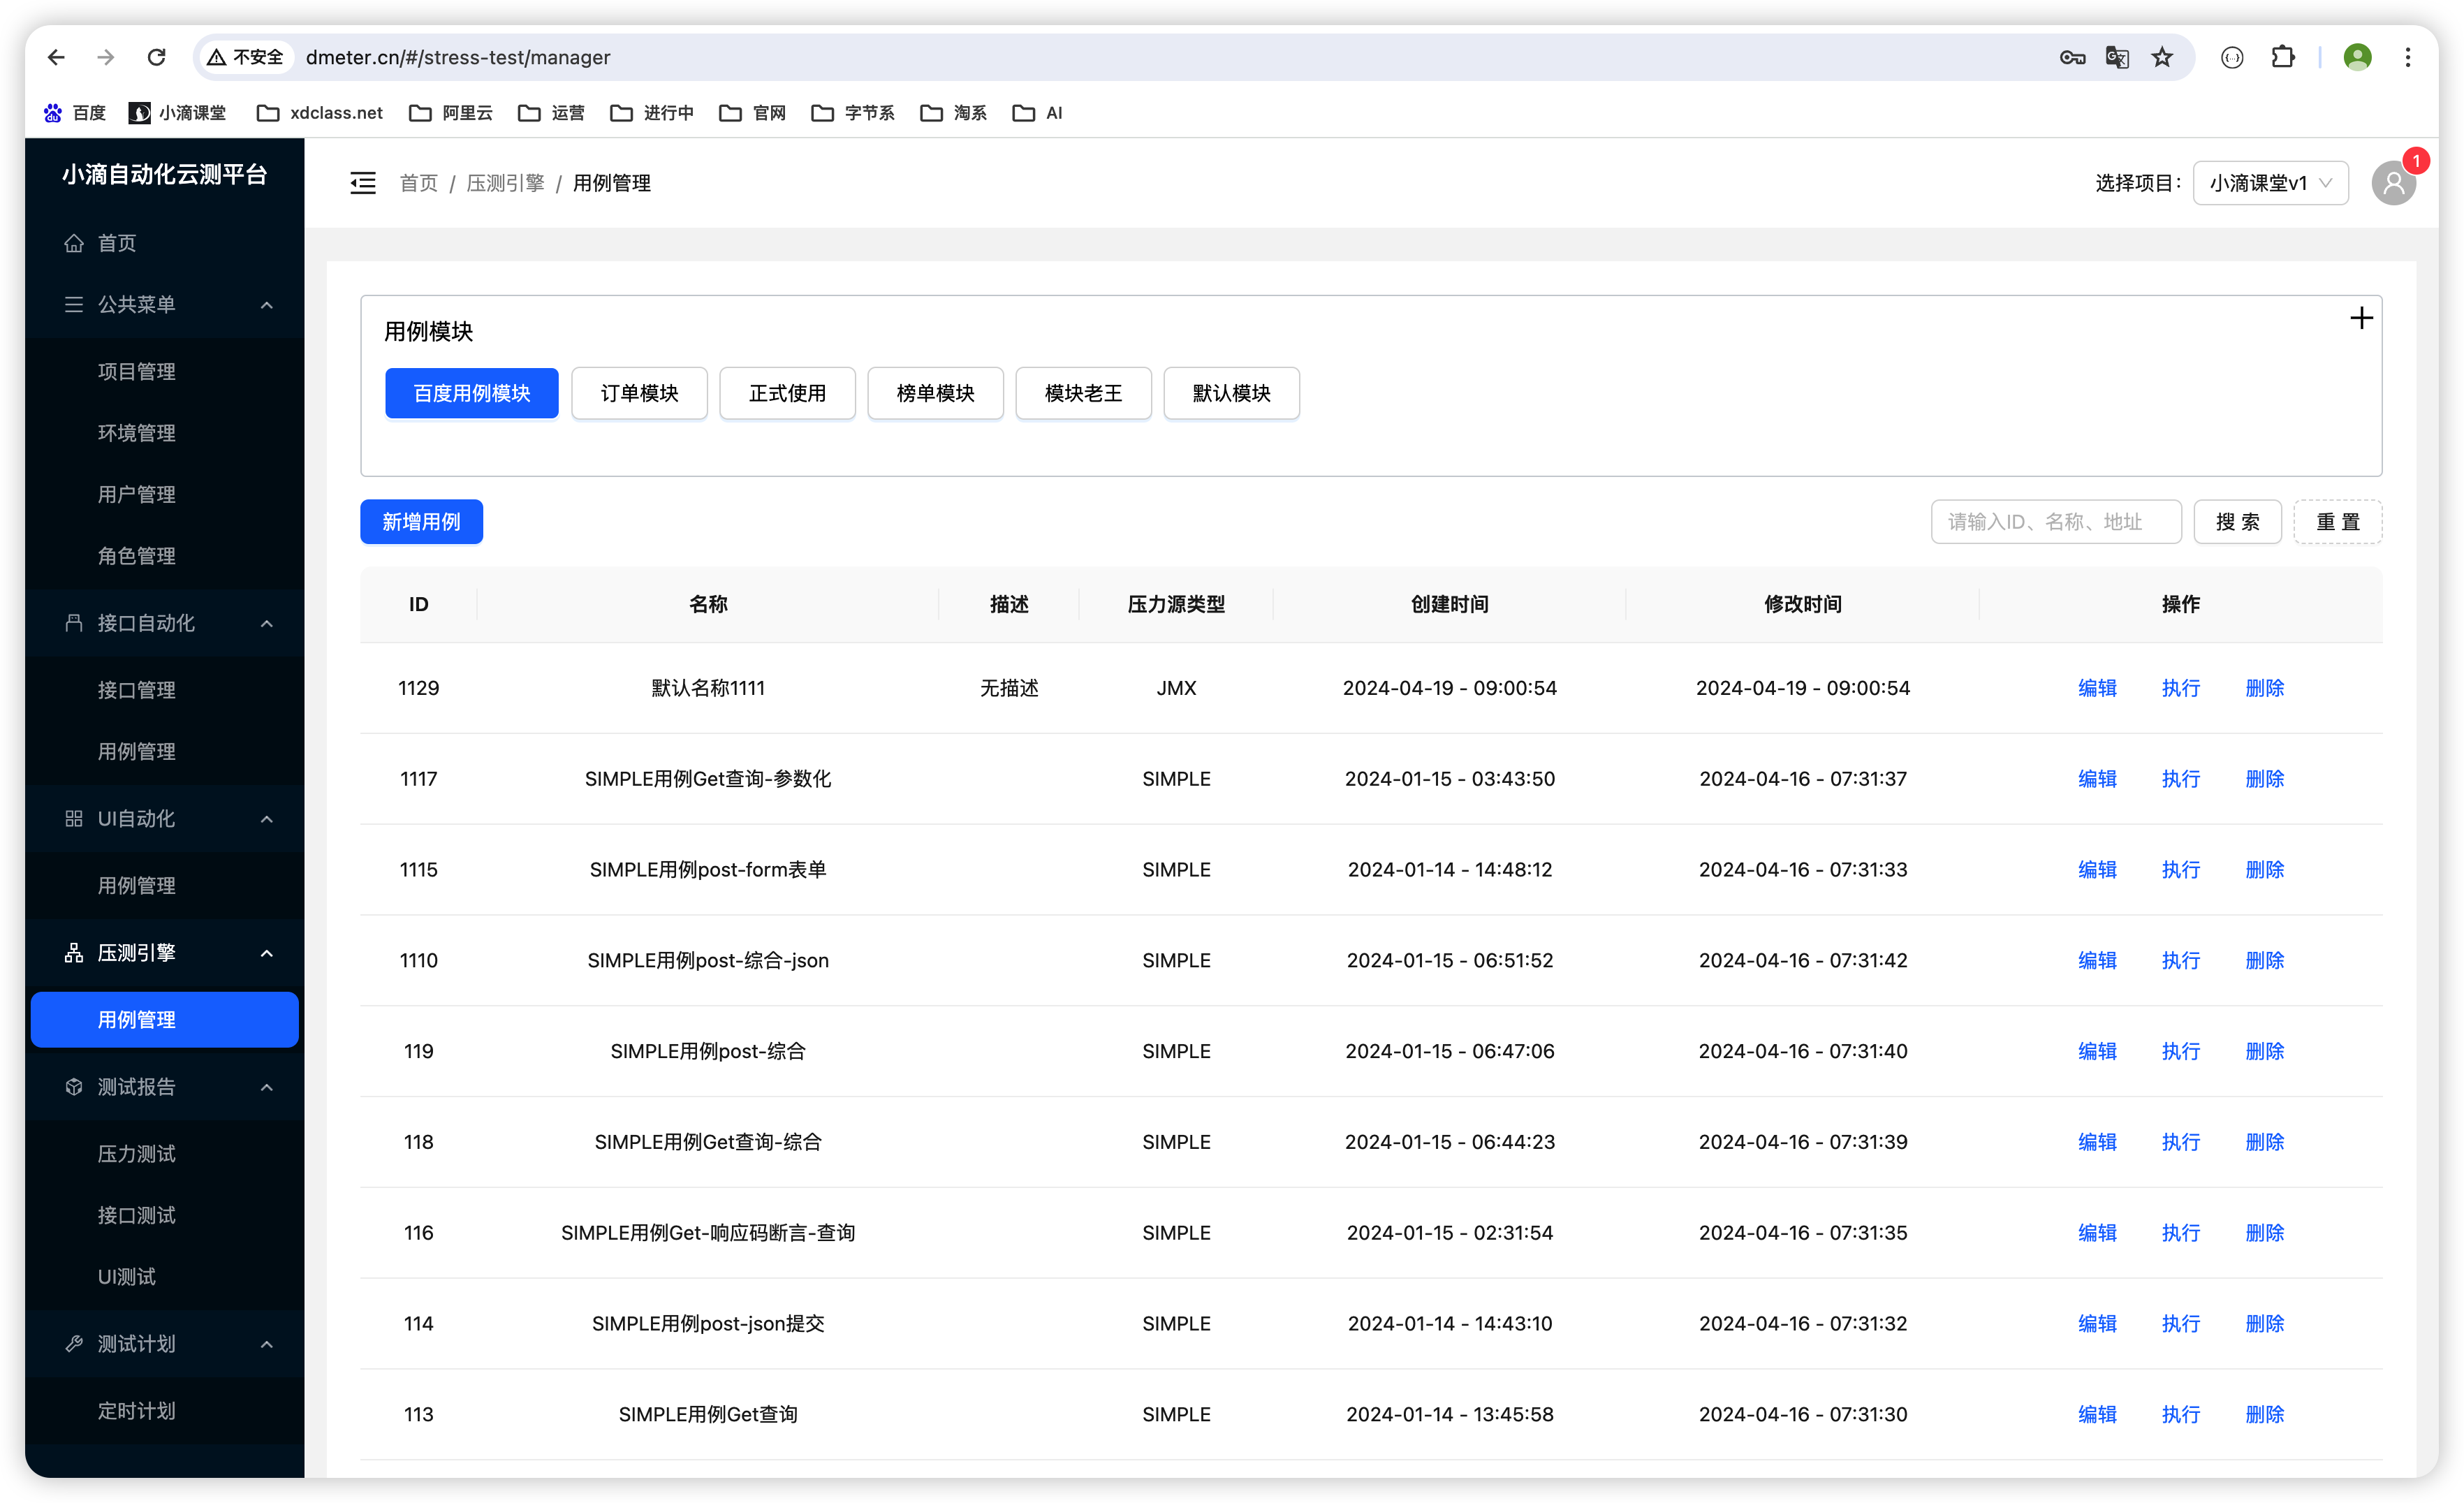 不安全 dmeter.cn/#/stress-test/manager
百度 小滴课堂 xdclass.net 阿里云 运营 进行中 官网 字节系 淘系 AI
小滴自动化云测平台
首页
公共菜单
项目管理
环境管理
用户管理
角色管理
接口自动化
接口管理
用例管理
UI自动化
用例管理
压测引擎
用例管理
测试报告
压力测试
接口测试
UI测试
测试计划
定时计划
首页 / 压测引擎 / 用例管理
选择项目: 小滴课堂v1 1
用例模块
百度用例模块 订单模块 正式使用 榜单模块 模块老王 默认模块
新增用例 请输入ID、名称、地址 搜 索 重 置
ID 名称 描述 压力源类型 创建时间 修改时间 操作
1129 默认名称1111 无描述 JMX 2024-04-19 - 09:00:54 2024-04-19 - 09:00:54 编辑 执行 删除
1117 SIMPLE用例Get查询-参数化 SIMPLE 2024-01-15 - 03:43:50 2024-04-16 - 07:31:37 编辑 执行 删除
1115 SIMPLE用例post-form表单 SIMPLE 2024-01-14 - 14:48:12 2024-04-16 - 07:31:33 编辑 执行 删除
1110 SIMPLE用例post-综合-json SIMPLE 2024-01-15 - 06:51:52 2024-04-16 - 07:31:42 编辑 执行 删除
119 SIMPLE用例post-综合 SIMPLE 2024-01-15 - 06:47:06 2024-04-16 - 07:31:40 编辑 执行 删除
118 SIMPLE用例Get查询-综合 SIMPLE 2024-01-15 - 06:44:23 2024-04-16 - 07:31:39 编辑 执行 删除
116 SIMPLE用例Get-响应码断言-查询 SIMPLE 2024-01-15 - 02:31:54 2024-04-16 - 07:31:35 编辑 执行 删除
114 SIMPLE用例post-json提交 SIMPLE 2024-01-14 - 14:43:10 2024-04-16 - 07:31:32 编辑 执行 删除
113 SIMPLE用例Get查询 SIMPLE 2024-01-14 - 13:45:58 2024-04-16 - 07:31:30 编辑 执行 删除